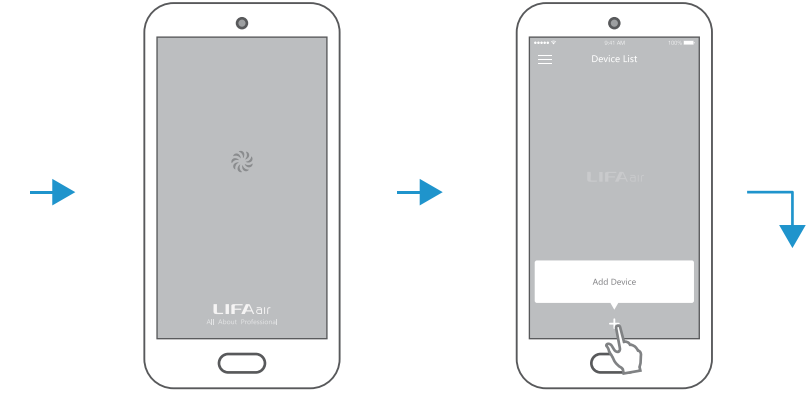 LIFAair
All About Professional
9:41 AM 100%
Device List
LIFAair
Add Device
+